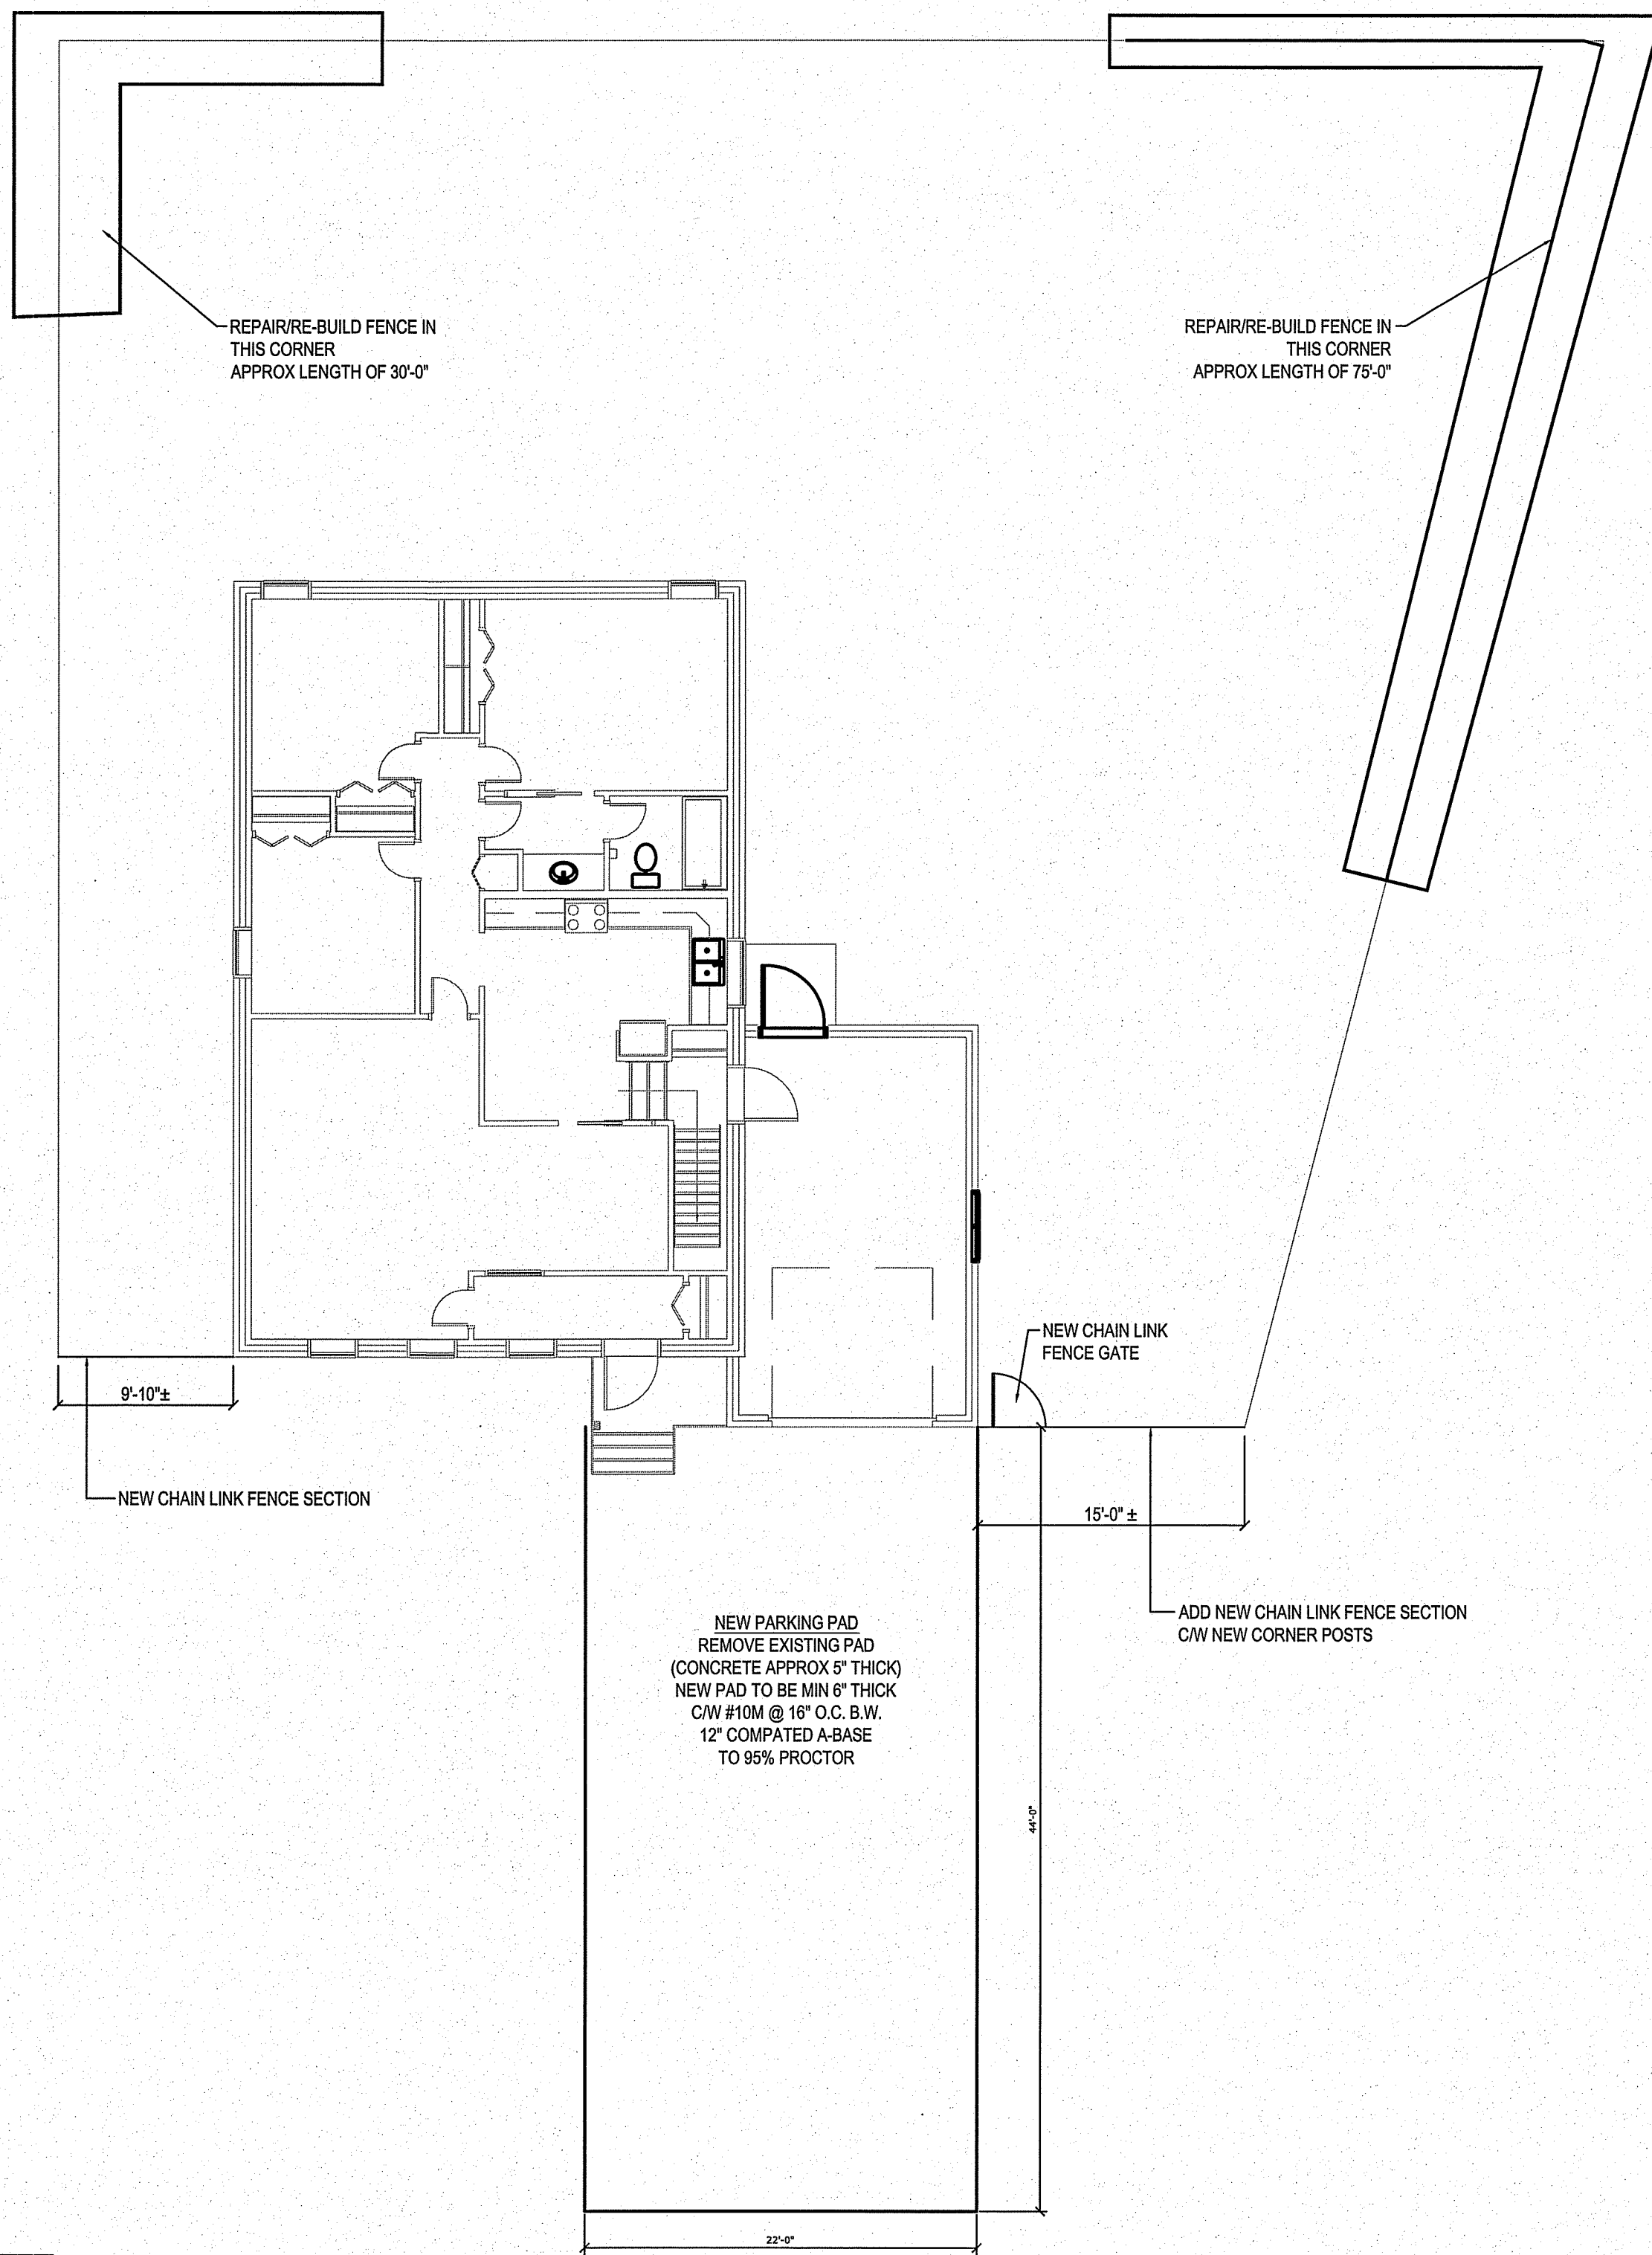 REPAIR/RE-BUILD FENCE IN
THIS CORNER
APPROX LENGTH OF 30'-0"
REPAIR/RE-BUILD FENCE IN
THIS CORNER
APPROX LENGTH OF 75'-0"
NEW CHAIN LINK
FENCE GATE
9'-10"±
NEW CHAIN LINK FENCE SECTION
15'-0" ±
ADD NEW CHAIN LINK FENCE SECTION
C/W NEW CORNER POSTS
NEW PARKING PAD
REMOVE EXISTING PAD
(CONCRETE APPROX 5" THICK)
NEW PAD TO BE MIN 6" THICK
C/W #10M @ 16" O.C. B.W.
12" COMPATED A-BASE
TO 95% PROCTOR
44'-0"
22'-0"